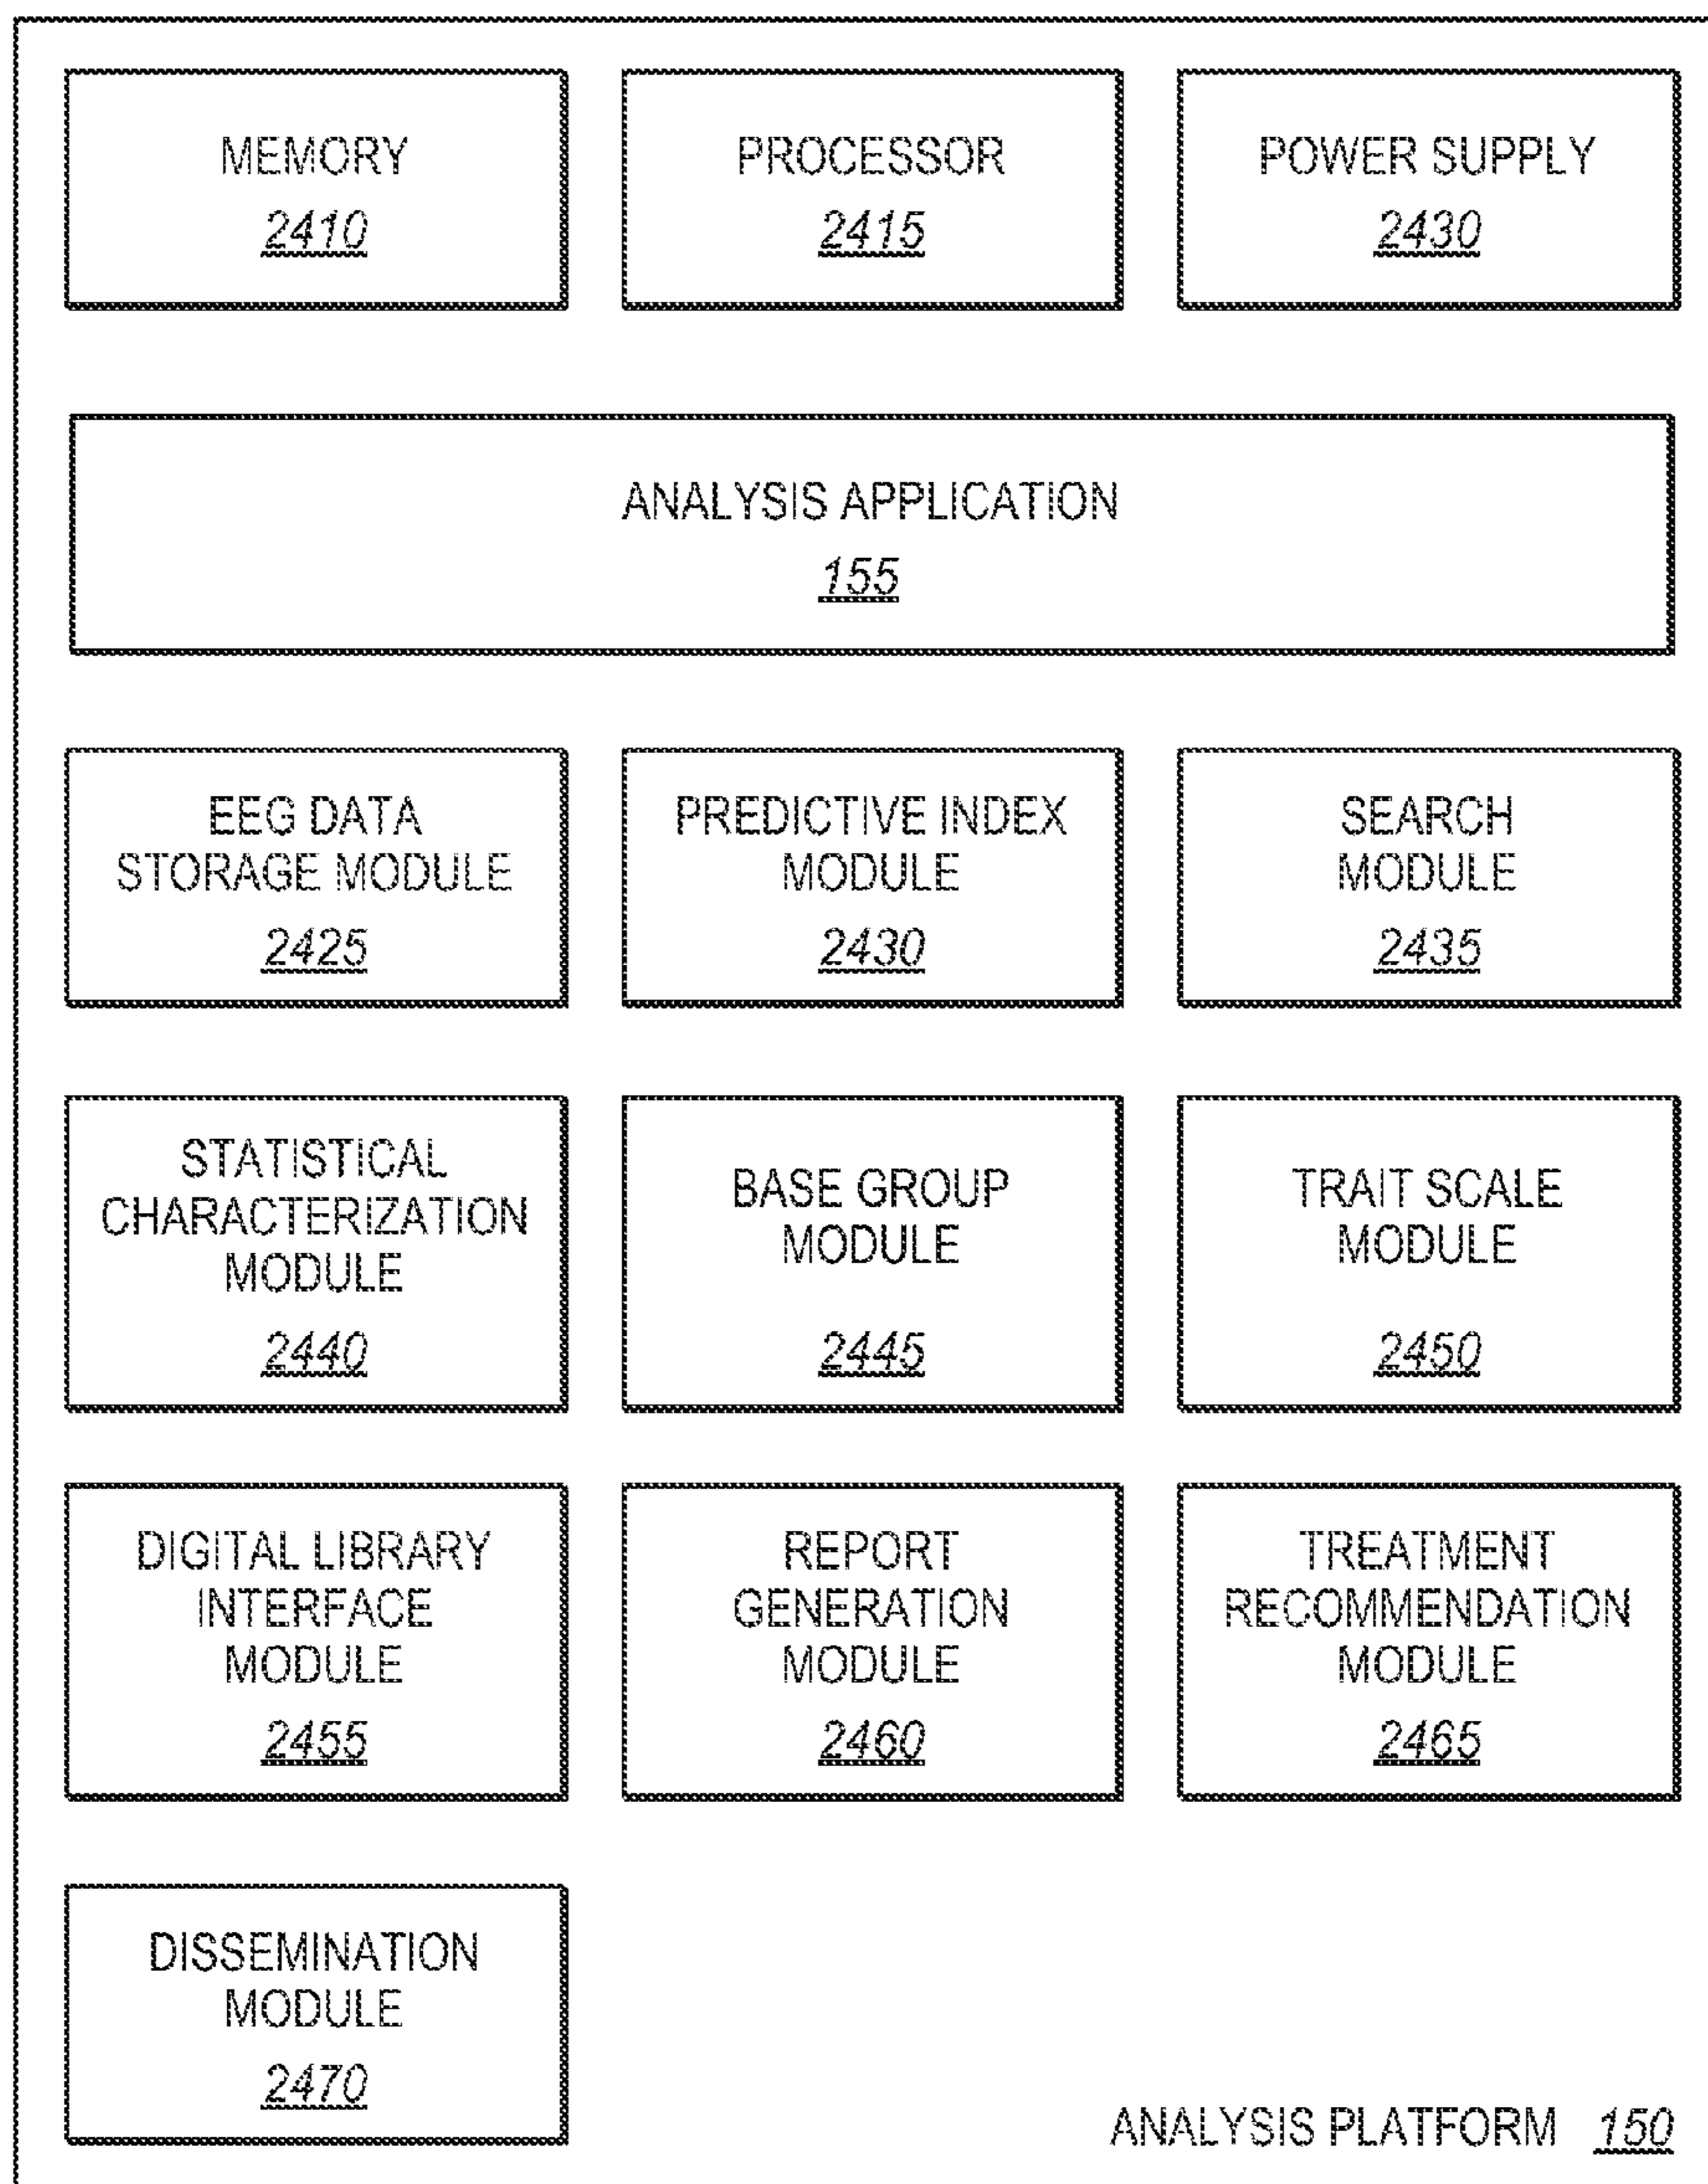 MEMORY
2410
PROCESSOR
2415
POWER SUPPLY
2430
ANALYSIS APPLICATION
155
EEG DATA
STORAGE MODULE
2425
PREDICTIVE INDEX
MODULE
2430
SEARCH
MODULE
2435
STATISTICAL
CHARACTERIZATION
MODULE
2440
BASE GROUP
MODULE
2445
TRAIT SCALE
MODULE
2450
DIGITAL LIBRARY
INTERFACE
MODULE
2455
REPORT
GENERATION
MODULE
2460
TREATMENT
RECOMMENDATION
MODULE
2465
DISSEMINATION
MODULE
2470
ANALYSIS PLATFORM 150